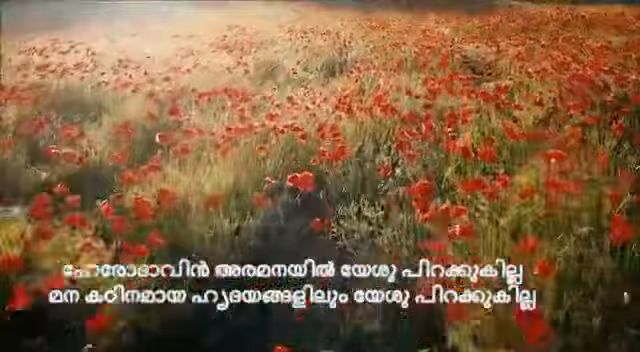 ഹേരോദാവിൻ അരമനയിൽ യേശു പിറക്കുകില്ല
മന കഠിനമായ ഹൃദയങ്ങളിലും യേശു പിറക്കുകില്ല